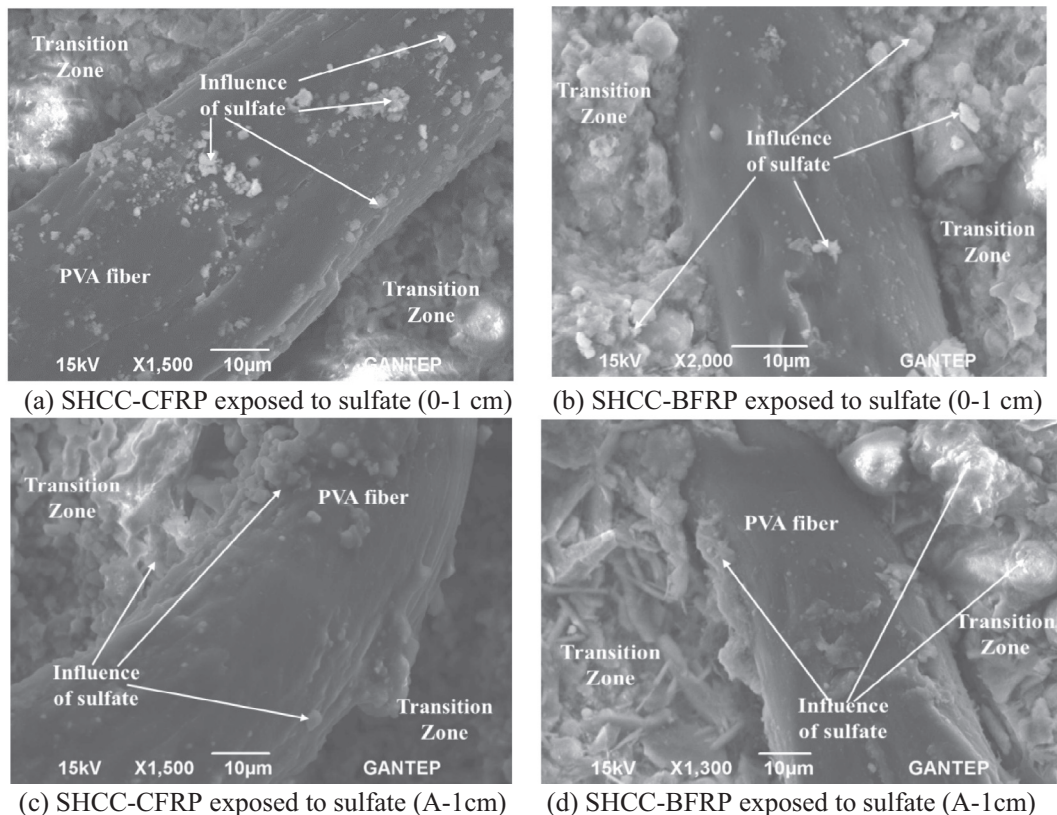 Transition
Zone
Influence
of sulfate
PVA fiber
Transition
Zone
15kV X1,500 10µm GANTEP
(a) SHCC-CFRP exposed to sulfate (0-1 cm)
Transition
Zone
Influence
of sulfate
Transition
Zone
15kV X2,000 10µm GANTEP
(b) SHCC-BFRP exposed to sulfate (0-1 cm)
Transition
Zone
PVA fiber
Influence
of sulfate
Transition
Zone
15kV X1,500 10µm GANTEP
(c) SHCC-CFRP exposed to sulfate (A-1cm)
PVA fiber
Transition
Zone
Transition
Zone
Influence
of sulfate
15kV X1,300 10µm GANTEP
(d) SHCC-BFRP exposed to sulfate (A-1cm)